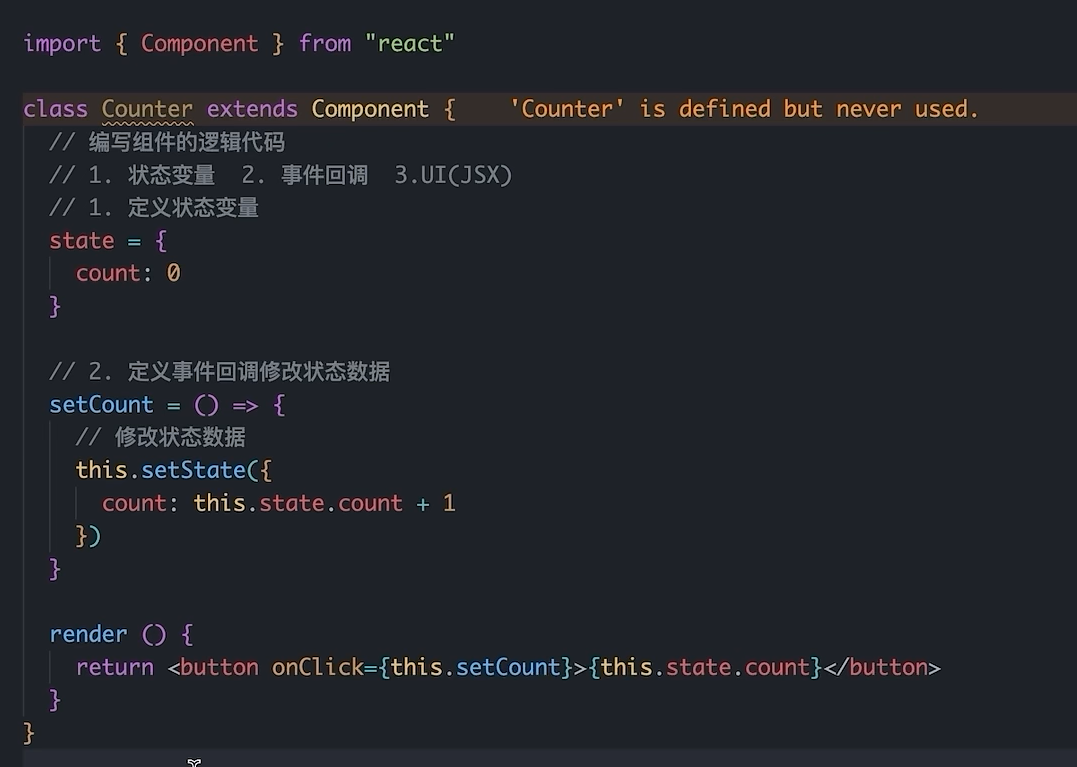 import { Component } from "react"
class Counter extends Component {    'Counter' is defined but never used.
  // 编写组件的逻辑代码
  // 1. 状态变量  2. 事件回调  3.UI(JSX)
  // 1. 定义状态变量
  state = {
    count: 0
  }
  // 2. 定义事件回调修改状态数据
  setCount = () => {
    // 修改状态数据
    this.setState({
      count: this.state.count + 1
    })
  }
  render () {
    return <button onClick={this.setCount}>{this.state.count}</button>
  }
}